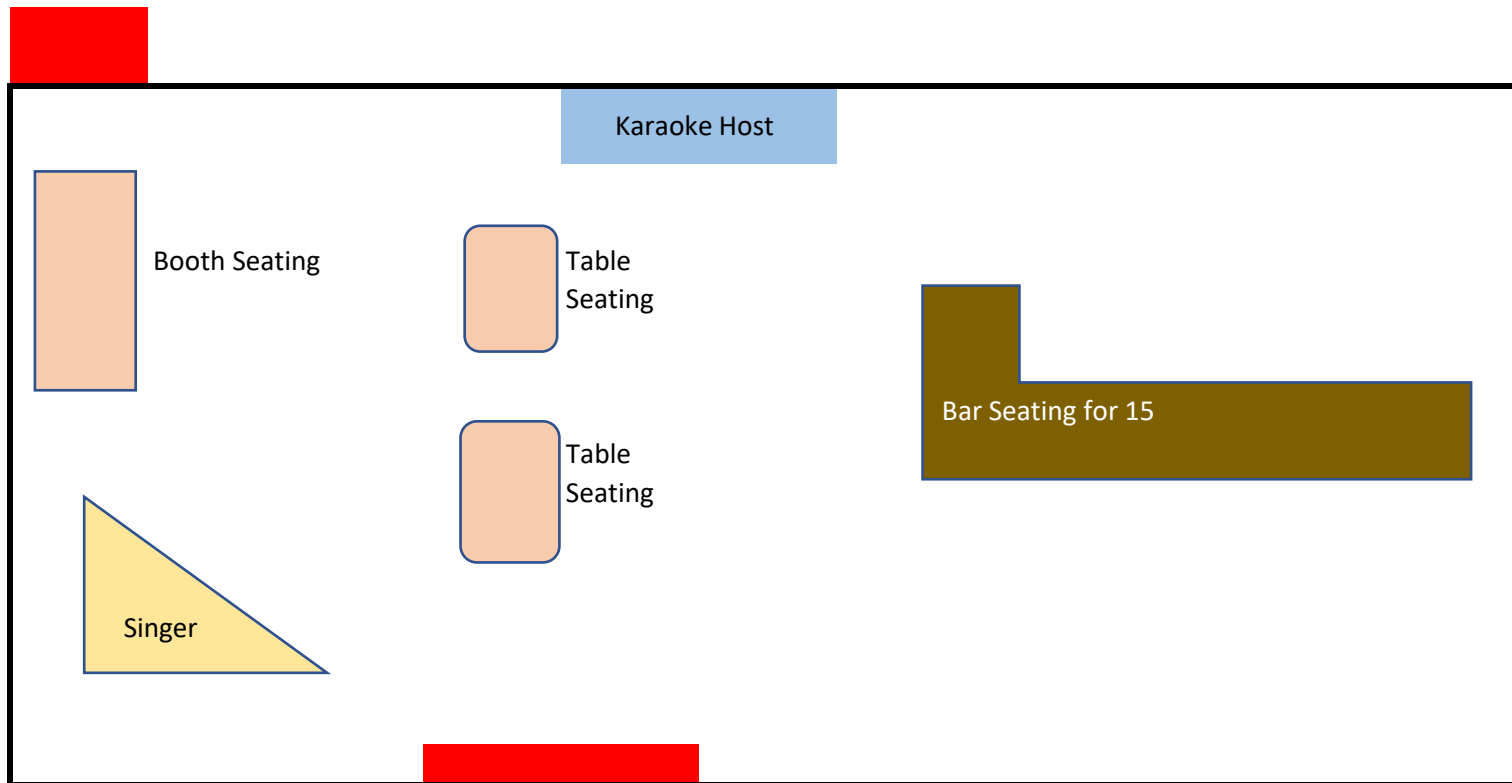 Karaoke Host
Booth Seating
Table
Seating
Bar Seating for 15
Table
Seating
Singer